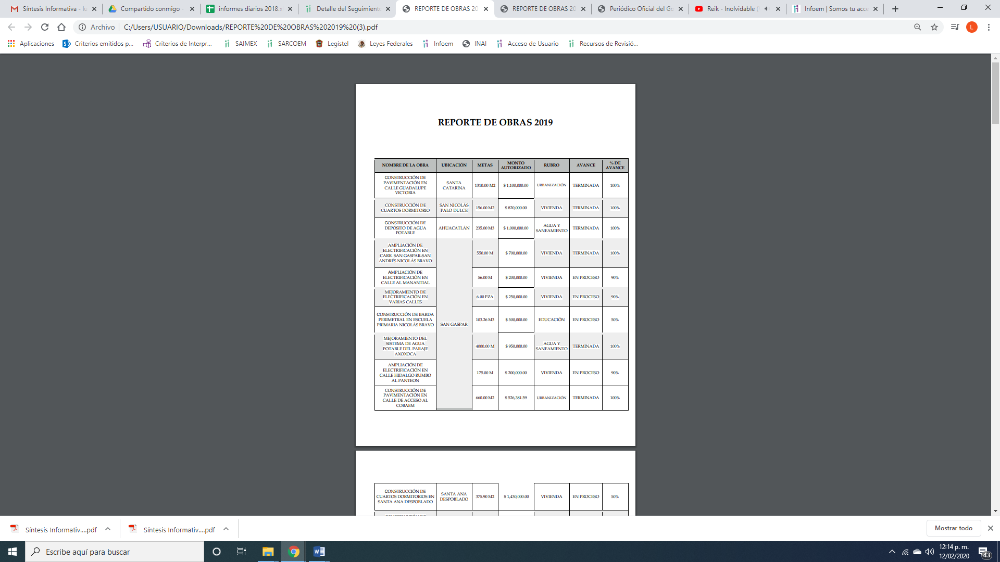 Síntesis Informativa - lu
Compartido conmigo -
informes diarios 2018.x
Detalle del Seguimiento
REPORTE DE OBRAS 20
REPORTE DE OBRAS 20
Periódico Oficial del Go
Reik - Inolvidable (
Infoem | Somos tu acce
Archivo | C:/Users/USUARIO/Downloads/REPORTE%20DE%20OBRAS%202019%20(3).pdf
L
Aplicaciones
Criterios emitidos p...
Criterios de Interpr...
SAIMEX
SARCOEM
Legistel
Leyes Federales
Infoem
INAI
Acceso de Usuario
Recursos de Revisió...
REPORTE DE OBRAS 2019
NOMBRE DE LA OBRA
UBICACIÓN
METAS
MONTO
AUTORIZADO
RUBRO
AVANCE
% DE
AVANCE
CONSTRUCCIÓN DE
PAVIMENTACIÓN EN
CALLE GUADALUPE
VICTORIA
SANTA
CATARINA
1310.00 M2
$ 1,100,000.00
URBANIZACIÓN
TERMINADA
100%
CONSTRUCCIÓN DE
CUARTOS DORMITORIO
SAN NICOLÁS
PALO DULCE
156.00 M2
$ 820,000.00
VIVIENDA
TERMINADA
100%
CONSTRUCCIÓN DE
DEPÓSITO DE AGUA
POTABLE
AHUACATLÁN
235.00 M3
$ 1,000,000.00
AGUA Y
SANEAMIENTO
TERMINADA
100%
AMPLIACIÓN DE
ELECTRIFICACIÓN EN
CARR. SAN GASPAR-SAN
ANDRÉS NICOLÁS BRAVO
550.00 M
$ 700,000.00
VIVIENDA
TERMINADA
100%
AMPLIACIÓN DE
ELECTRIFICACIÓN EN
CALLE AL MANANTIAL
56.00 M
$ 200,000.00
VIVIENDA
EN PROCESO
90%
MEJORAMIENTO DE
ELECTRIFICACIÓN EN
VARIAS CALLES
6.00 PZA
$ 250,000.00
VIVIENDA
EN PROCESO
90%
CONSTRUCCIÓN DE BARDA
PERIMETRAL EN ESCUELA
PRIMARIA NICOLÁS BRAVO
SAN GASPAR
103.26 M3
$ 500,000.00
EDUCACIÓN
EN PROCESO
50%
MEJORAMIENTO DEL
SISTEMA DE AGUA
POTABLE DEL PARAJE
AXOXOCA
4000.00 M
$ 950,000.00
AGUA Y
SANEAMIENTO
TERMINADA
100%
AMPLIACIÓN DE
ELECTRIFICACIÓN EN
CALLE HIDALGO RUMBO
AL PANTEON
175.00 M
$ 200,000.00
VIVIENDA
EN PROCESO
90%
CONSTRUCCIÓN DE
PAVIMENTACIÓN EN
CALLE DE ACCESO AL
COBAEM
660.00 M2
$ 526,381.59
URBANIZACIÓN
TERMINADA
100%
CONSTRUCCIÓN DE
CUARTOS DORMITORIOS EN
SANTA ANA DESPOBLADO
SANTA ANA
DESPOBLADO
375.90 M2
$ 1,430,000.00
VIVIENDA
EN PROCESO
50%
Síntesis Informativ....pdf
Síntesis Informativ....pdf
Mostrar todo
Escribe aquí para buscar
12:14 p. m.
12/02/2020
43